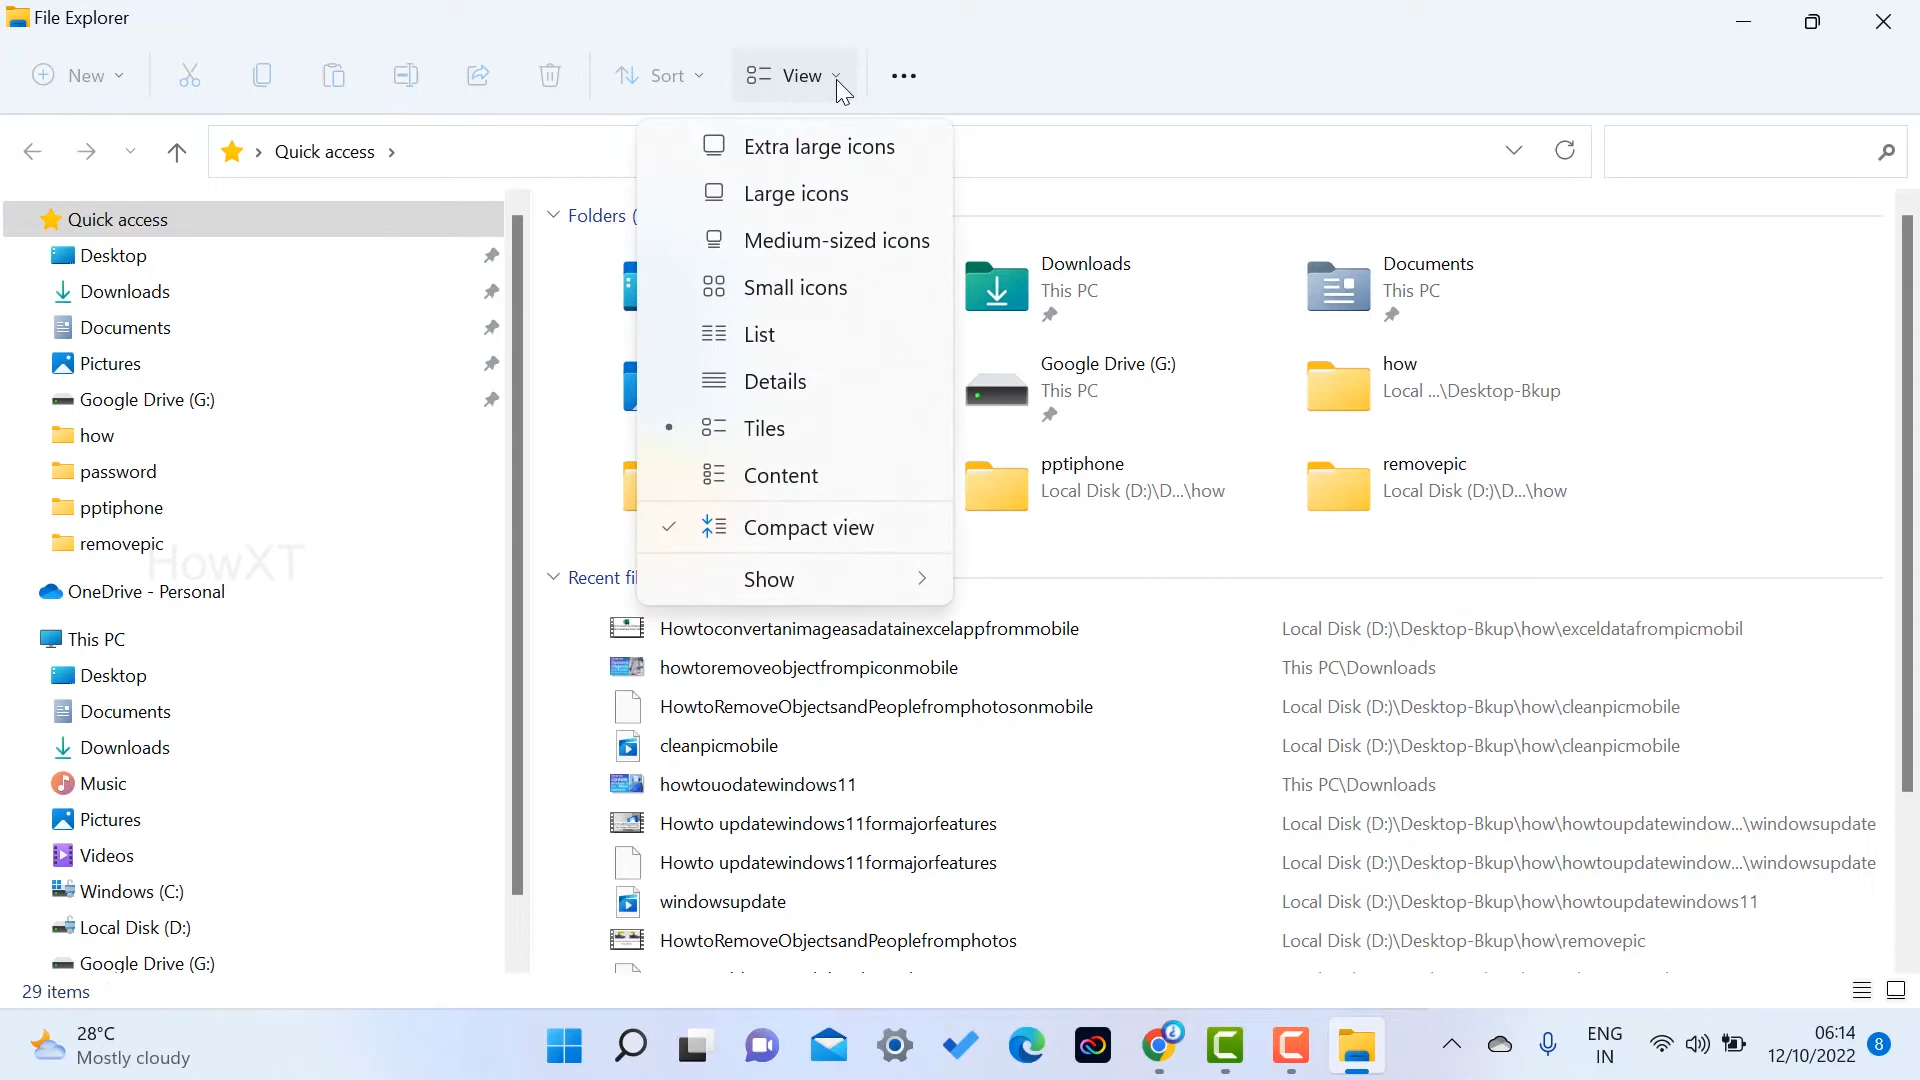 File Explorer
New
Sort
View
Quick access
Extra large icons
Large icons
Medium-sized icons
Small icons
List
Details
Tiles
Content
Compact view
Show
Quick access
Desktop
Downloads
Documents
Pictures
Google Drive (G:)
how
password
pptiphone
removepic
HowXT
OneDrive - Personal
This PC
Desktop
Documents
Downloads
Music
Pictures
Videos
Windows (C:)
Local Disk (D:)
Google Drive (G:)
Folders (
Downloads
This PC
Documents
This PC
Google Drive (G:)
This PC
how
Local ...\Desktop-Bkup
pptiphone
Local Disk (D:)\D...\how
removepic
Local Disk (D:)\D...\how
Recent fil
Howtoconvertanimageasadatainexcelappfrommobile Local Disk (D:)\Desktop-Bkup\how\exceldatafrompicmobil
howtoremoveobjectfrompiconmobile This PC\Downloads
HowtoRemoveObjectsandPeoplefromphotosonmobile Local Disk (D:)\Desktop-Bkup\how\cleanpicmobile
cleanpicmobile Local Disk (D:)\Desktop-Bkup\how\cleanpicmobile
howtouodatewindows11 This PC\Downloads
Howto updatewindows11formajorfeatures Local Disk (D:)\Desktop-Bkup\how\howtoupdatewindow...\windowsupdate
Howto updatewindows11formajorfeatures Local Disk (D:)\Desktop-Bkup\how\howtoupdatewindow...\windowsupdate
windowsupdate Local Disk (D:)\Desktop-Bkup\how\howtoupdatewindows11
HowtoRemoveObjectsandPeoplefromphotos Local Disk (D:)\Desktop-Bkup\how\removepic
29 items
28°C
Mostly cloudy
ENG
IN
06:14
12/10/2022
8